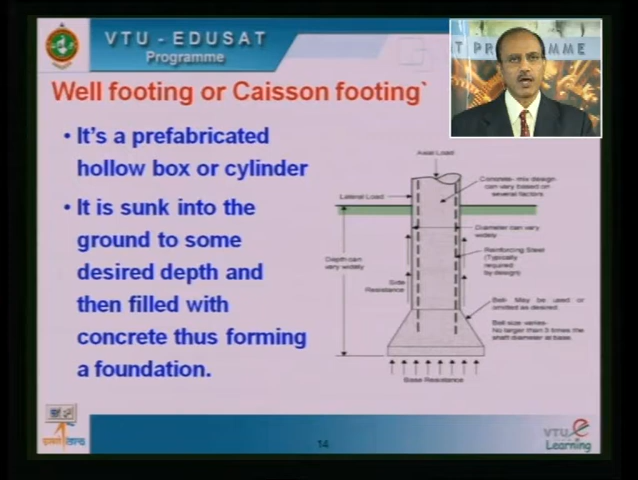 VTU - EDUSAT
Programme
T PROGRAMME
Well footing or Caisson footing`
• It's a prefabricated
hollow box or cylinder
• It is sunk into the
ground to some
desired depth and
then filled with
concrete thus forming
a foundation.
Axial Load
Concrete- mix design
can vary based on
several factors
Lateral Load
Diameter can vary
widely
Depth can
vary widely
Reinforcing Steel
(Typically
required
by design)
Side
Resistance
Bell May be used or
omitted as desired
Bell size varies-
No larger than 3 times the
shaft diameter at base.
Base Resistance
14
VTU e
Learning